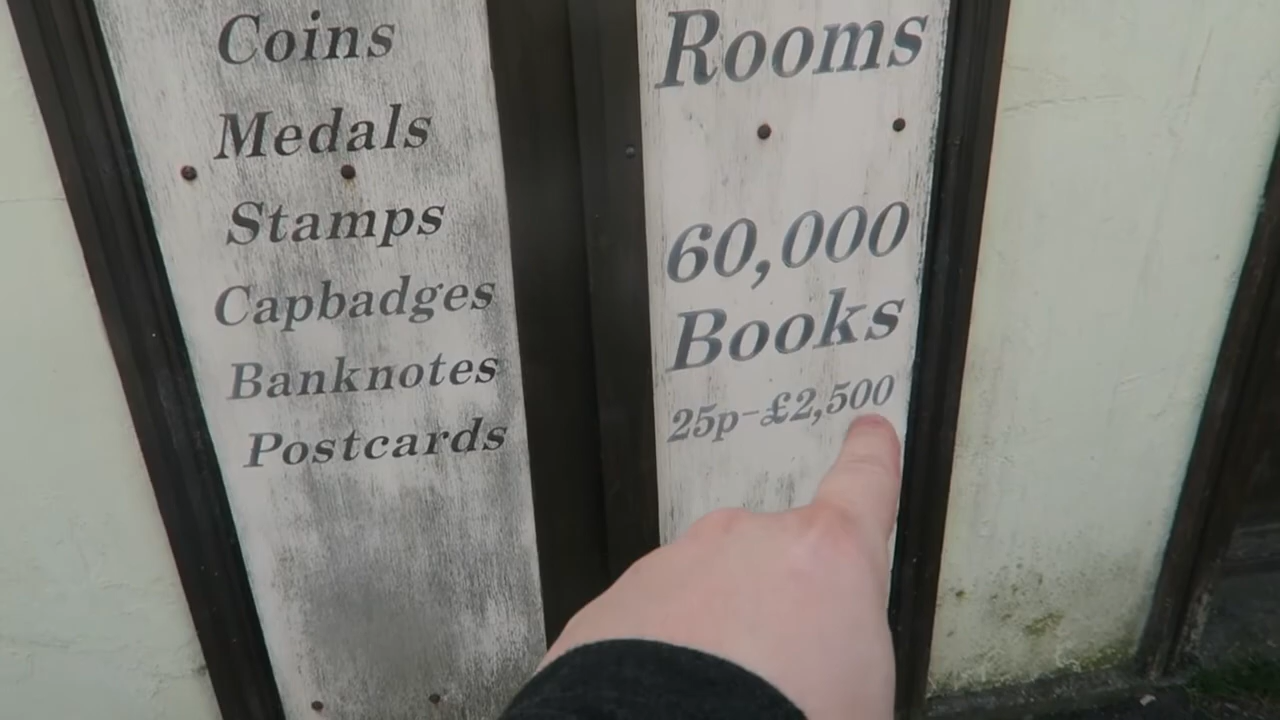 Coins
Medals
Stamps
Capbadges
Banknotes
Postcards
Rooms
60,000
Books
25p-£2,500